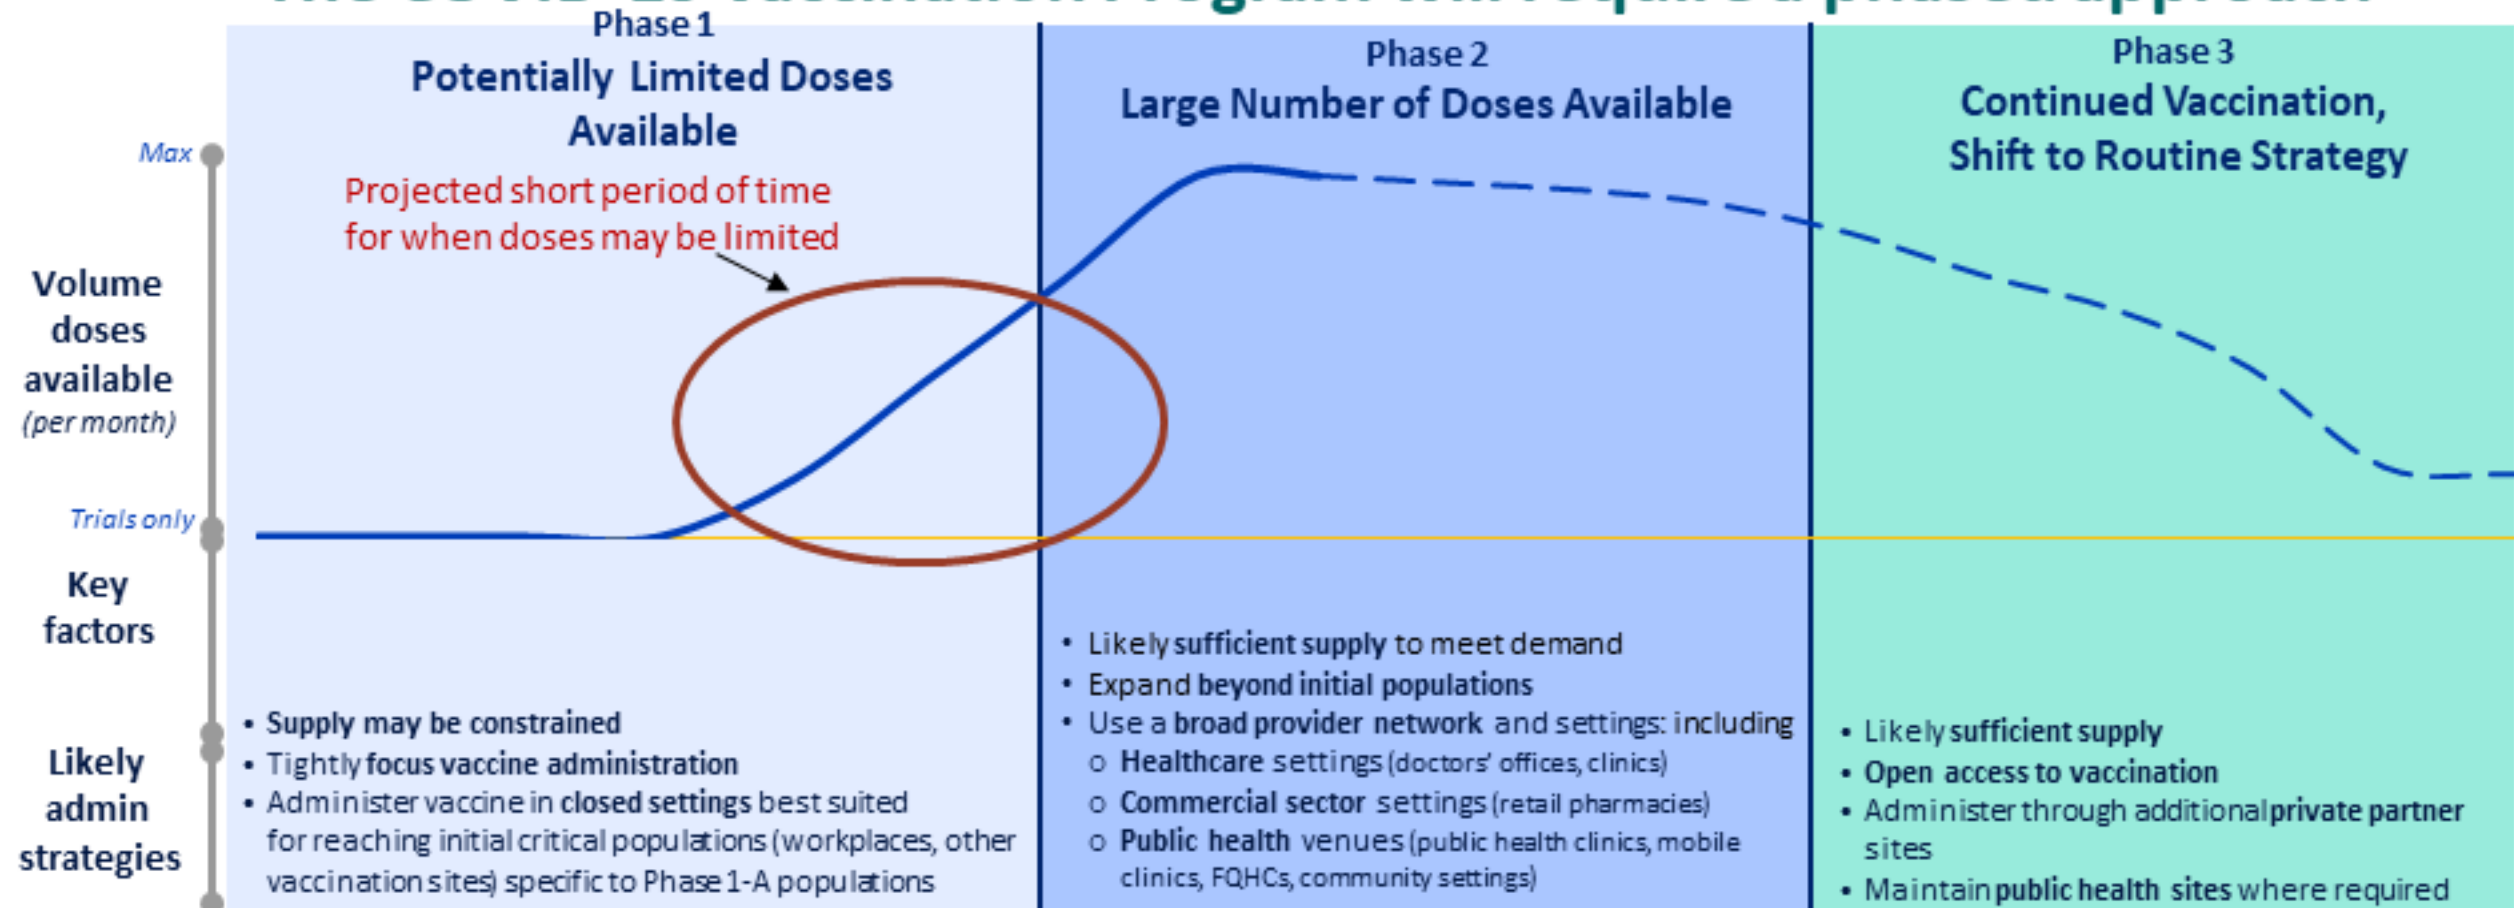 Phase 1
Potentially Limited Doses
Available
Projected short period of time
for when doses may be limited
Phase 2
Large Number of Doses Available
Phase 3
Continued Vaccination,
Shift to Routine Strategy
Max
Volume
doses
available
(per month)
Trials only
Key
factors
Likely
admin
strategies
• Supply may be constrained
• Tightly focus vaccine administration
• Administer vaccine in closed settings best suited
for reaching initial critical populations (workplaces, other
vaccination sites) specific to Phase 1-A populations
• Likely sufficient supply to meet demand
• Expand beyond initial populations
• Use a broad provider network and settings: including
o Healthcare settings (doctors' offices, clinics)
o Commercial sector settings (retail pharmacies)
o Public health venues (public health clinics, mobile
clinics, FQHCs, community settings)
• Likely sufficient supply
• Open access to vaccination
• Administer through additional private partner
sites
• Maintain public health sites where required